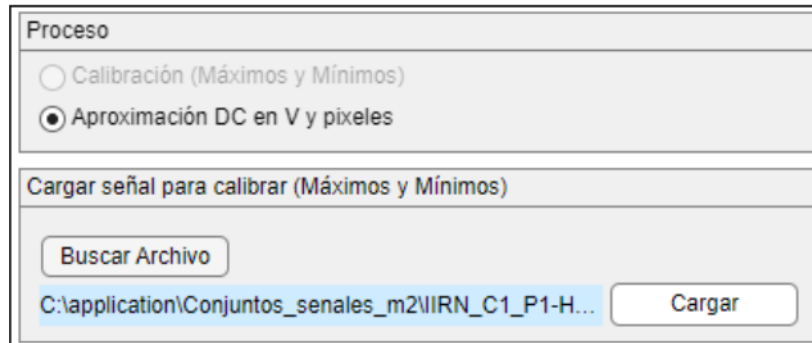 Proceso
Calibración (Máximos y Mínimos)
Aproximación DC en V y pixeles
Cargar señal para calibrar (Máximos y Mínimos)
Buscar Archivo
C:\application\Conjuntos_senales_m2\IIRN_C1_P1-H... Cargar